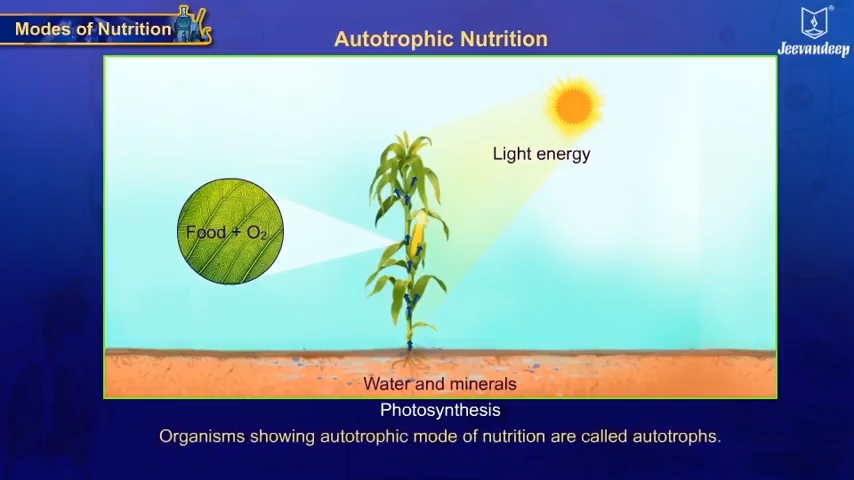 Modes of Nutrition
Autotrophic Nutrition
Jeevandeep®
Light energy
Food + O₂
Water and minerals
Photosynthesis
Organisms showing autotrophic mode of nutrition are called autotrophs.